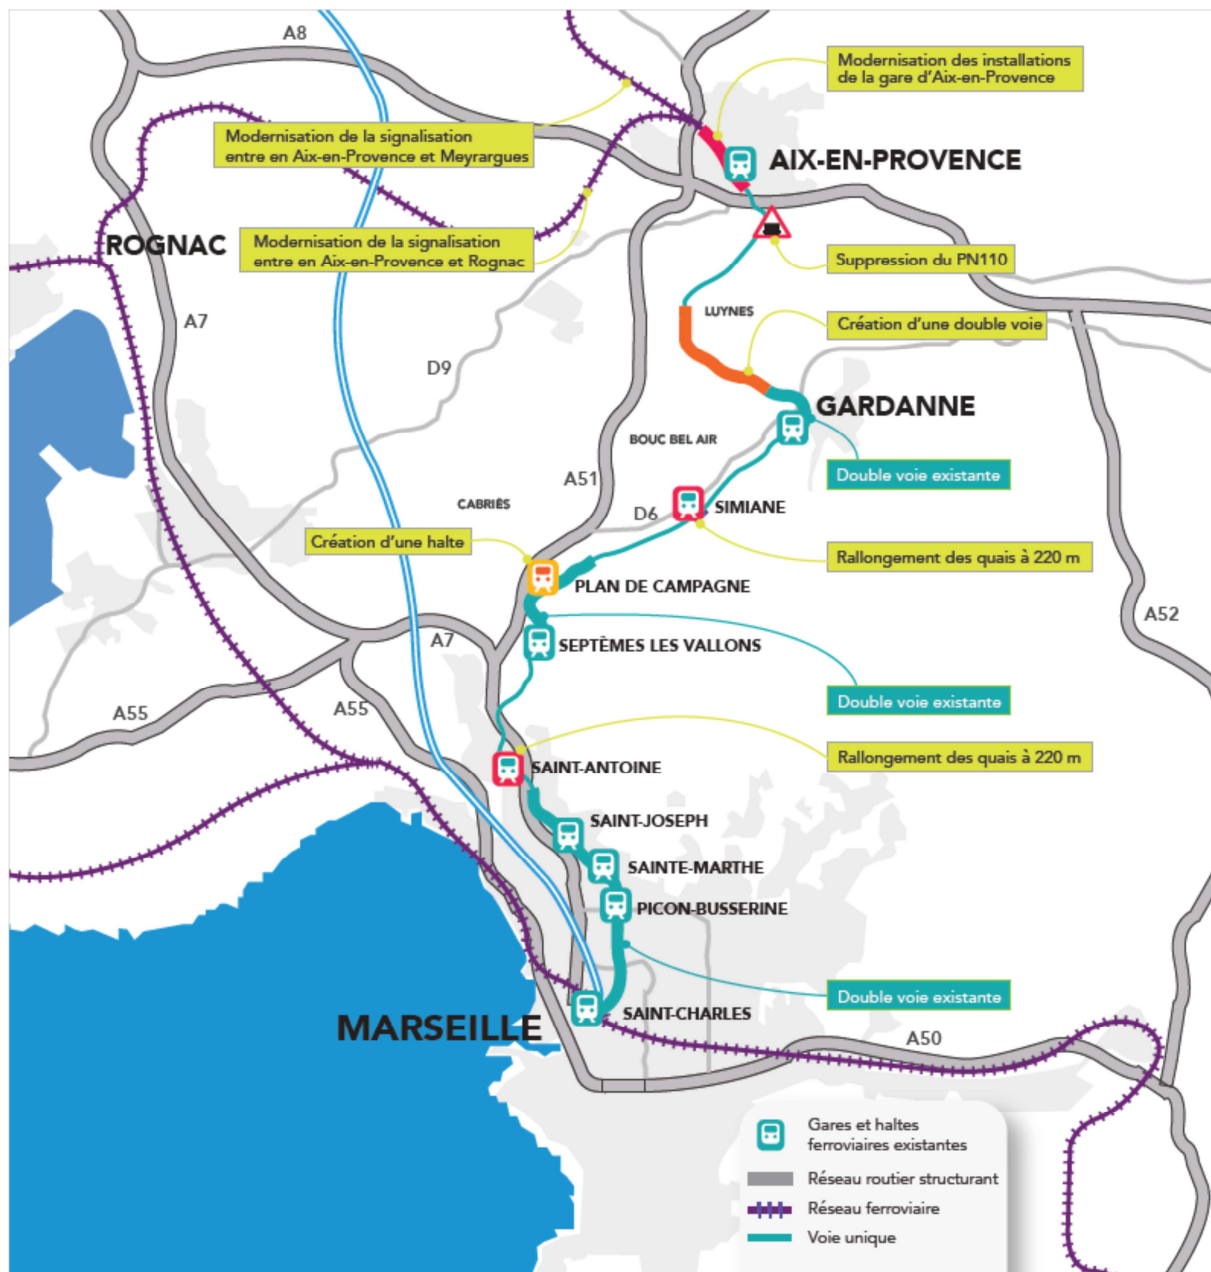 A8
Modernisation des installations
de la gare d'Aix-en-Provence
Modernisation de la signalisation
entre en Aix-en-Provence et Meyrargues
AIX-EN-PROVENCE
ROGNAC
Modernisation de la signalisation
entre en Aix-en-Provence et Rognac
Suppression du PN110
LUYNES
A7
Création d'une double voie
D9
GARDANNE
BOUC BEL AIR
Double voie existante
A51
CABRIÈS
D6
SIMIANE
Création d'une halte
Rallongement des quais à 220 m
PLAN DE CAMPAGNE
A52
A7
SEPTÈMES LES VALLONS
Double voie existante
A55
A55
Rallongement des quais à 220 m
SAINT-ANTOINE
SAINT-JOSEPH
SAINTE-MARTHE
PICON-BUSSERINE
Double voie existante
SAINT-CHARLES
MARSEILLE
A50
Gares et haltes
ferroviaires existantes
Réseau routier structurant
Réseau ferroviaire
Voie unique